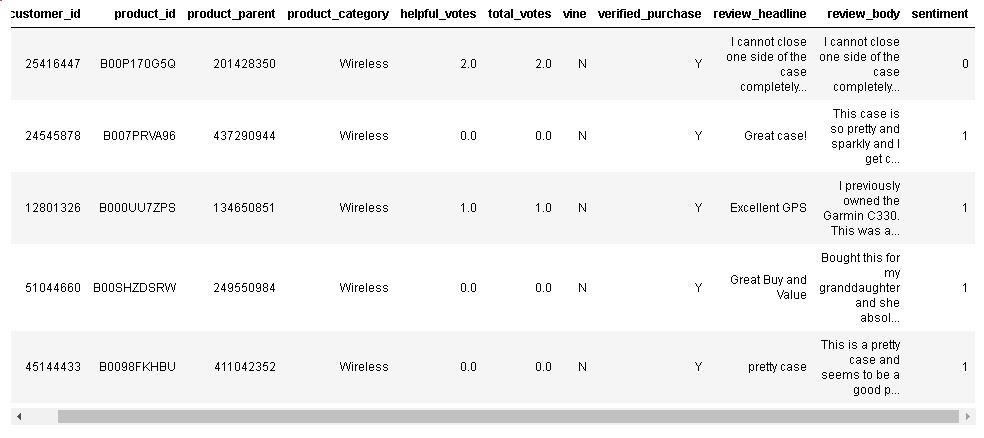 customer_id product_id product_parent product_category helpful_votes total_votes vine verified_purchase review_headline review_body sentiment
25416447 B00P170G5Q 201428350 Wireless 2.0 2.0 N Y I cannot close one side of the case completely... I cannot close one side of the case completely... 0
24545878 B007PRVA96 437290944 Wireless 0.0 0.0 N Y Great case! This case is so pretty and sparkly and I get c... 1
12801326 B000UU7ZPS 134650851 Wireless 1.0 1.0 N Y Excellent GPS I previously owned the Garmin C330. This was a... 1
51044660 B00SHZDSRW 249550984 Wireless 0.0 0.0 N Y Great Buy and Value Bought this for my granddaughter and she absol... 1
45144433 B0098FKHBU 411042352 Wireless 0.0 0.0 N Y pretty case This is a pretty case and seems to be a good p... 1